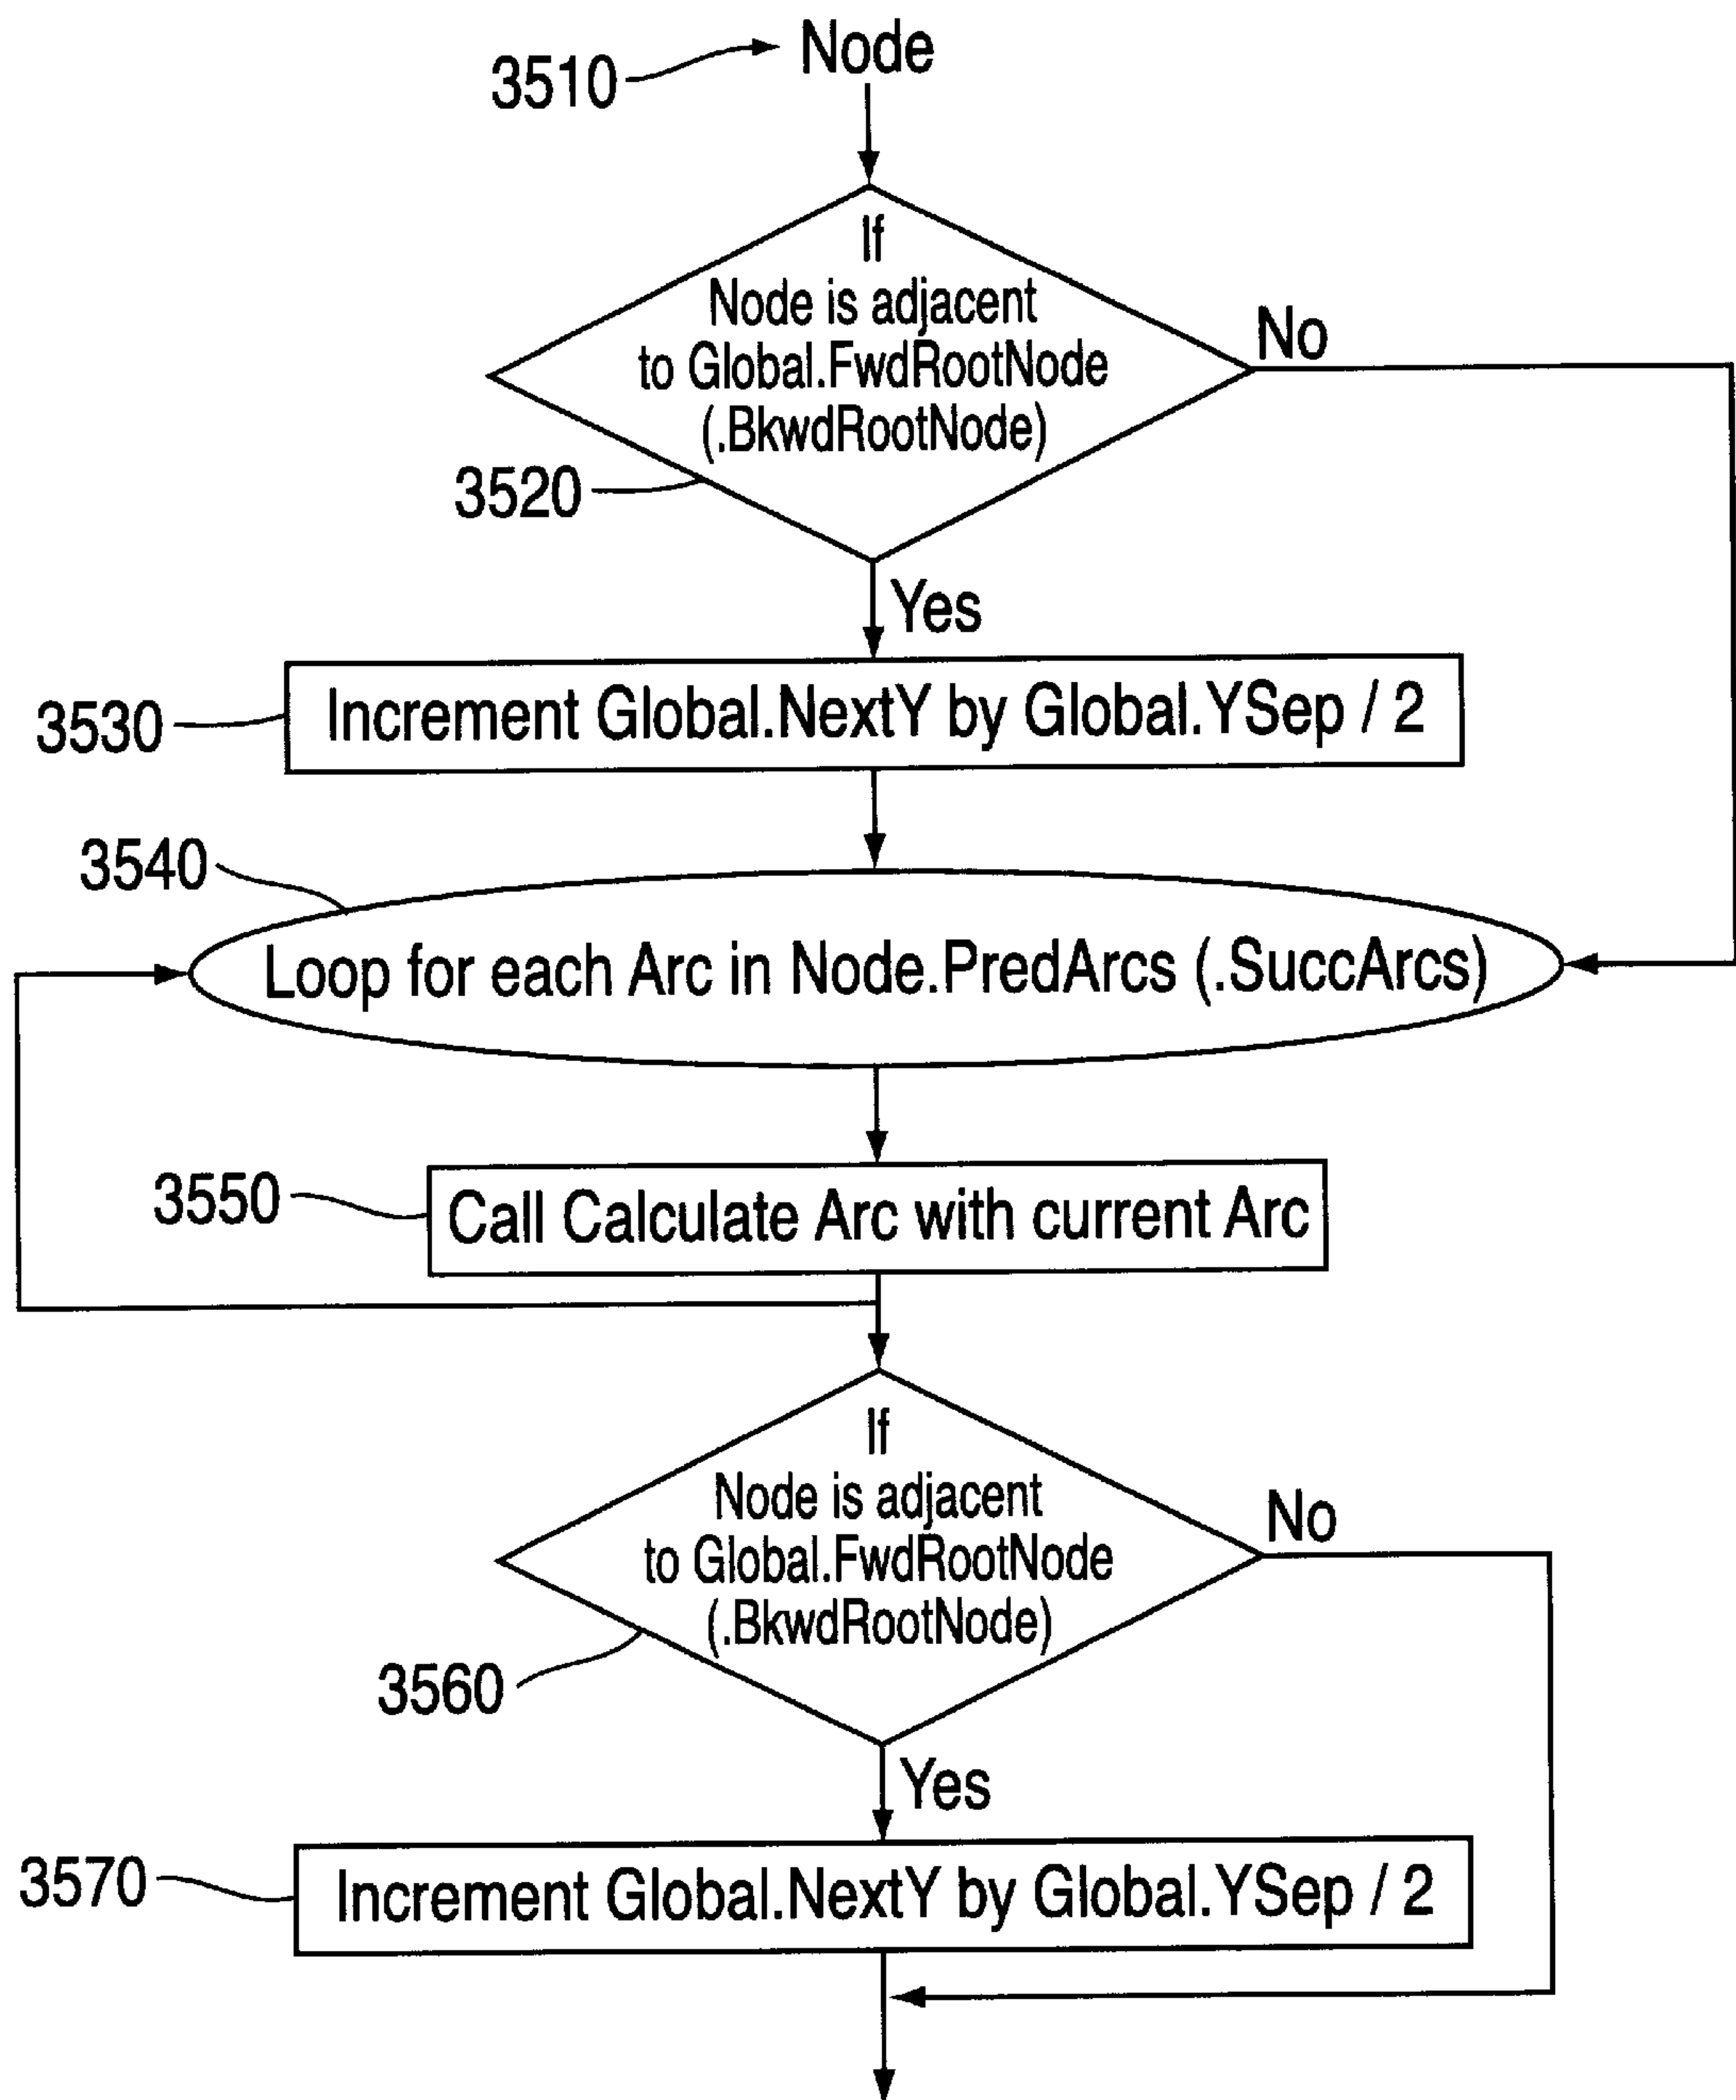 3510
Node
If
Node is adjacent
to Global.FwdRootNode
(.BkwdRootNode)
No
3520
Yes
3530
Increment Global.NextY by Global.YSep / 2
3540
Loop for each Arc in Node.PredArcs (.SuccArcs)
3550
Call Calculate Arc with current Arc
If
Node is adjacent
to Global.FwdRootNode
(.BkwdRootNode)
No
3560
Yes
3570
Increment Global.NextY by Global.YSep / 2